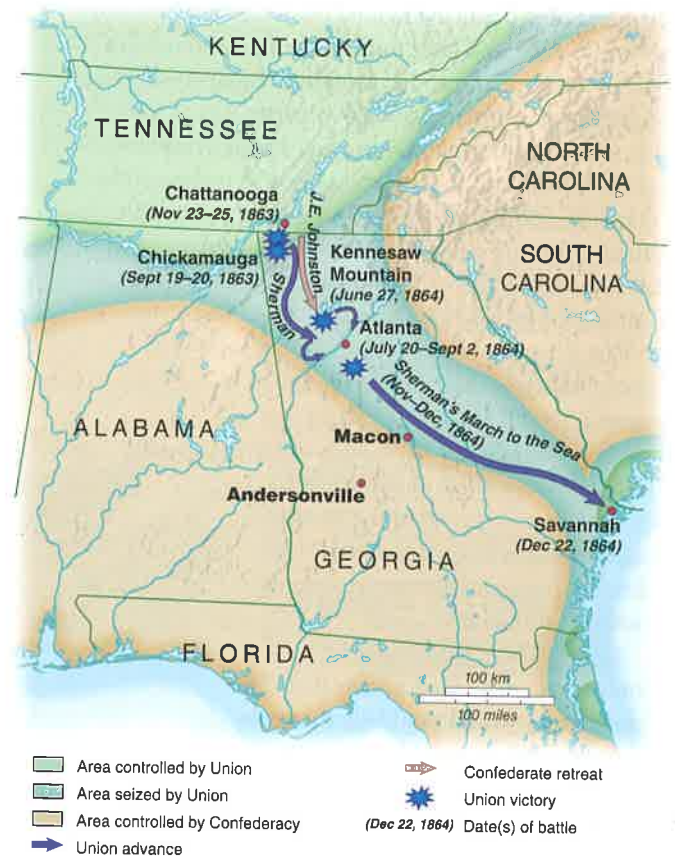 KENTUCKY
TENNESSEE
NORTH
CAROLINA
Chattanooga
(Nov 23–25, 1863)
J.E. Johnston
Chickamauga
(Sept 19–20, 1863)
Kennesaw
Mountain
(June 27, 1864)
SOUTH
CAROLINA
Sherman
Atlanta
(July 20–Sept 2, 1864)
Sherman's March to the Sea
(Nov–Dec, 1864)
ALABAMA
Macon
Andersonville
Savannah
(Dec 22, 1864)
GEORGIA
FLORIDA
100 km
100 miles
Area controlled by Union
Area seized by Union
Area controlled by Confederacy
Union advance
Confederate retreat
Union victory
(Dec 22, 1864) Date(s) of battle